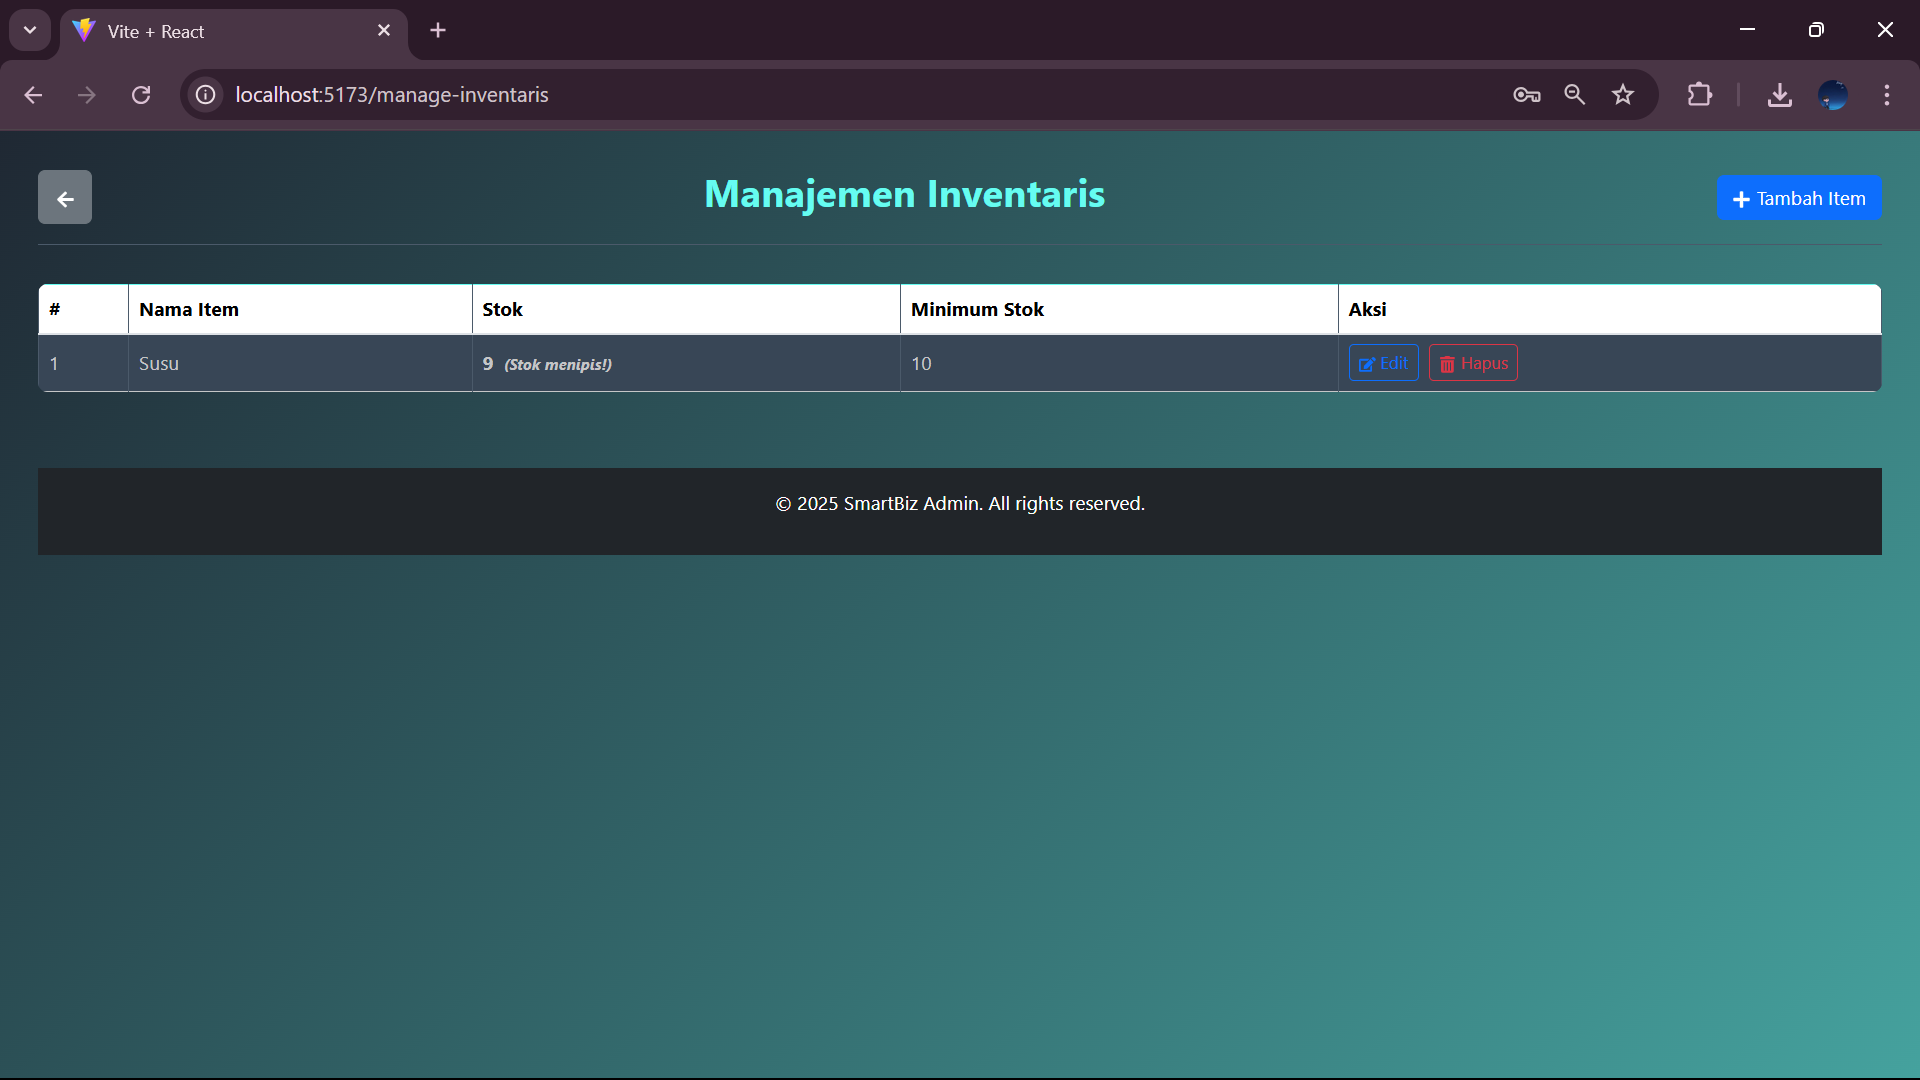 Vite + React
localhost:5173/manage-inventaris
Manajemen Inventaris
Tambah Item
# Nama Item Stok Minimum Stok Aksi
1 Susu 9 (Stok menipis!) 10 Edit Hapus
© 2025 SmartBiz Admin. All rights reserved.